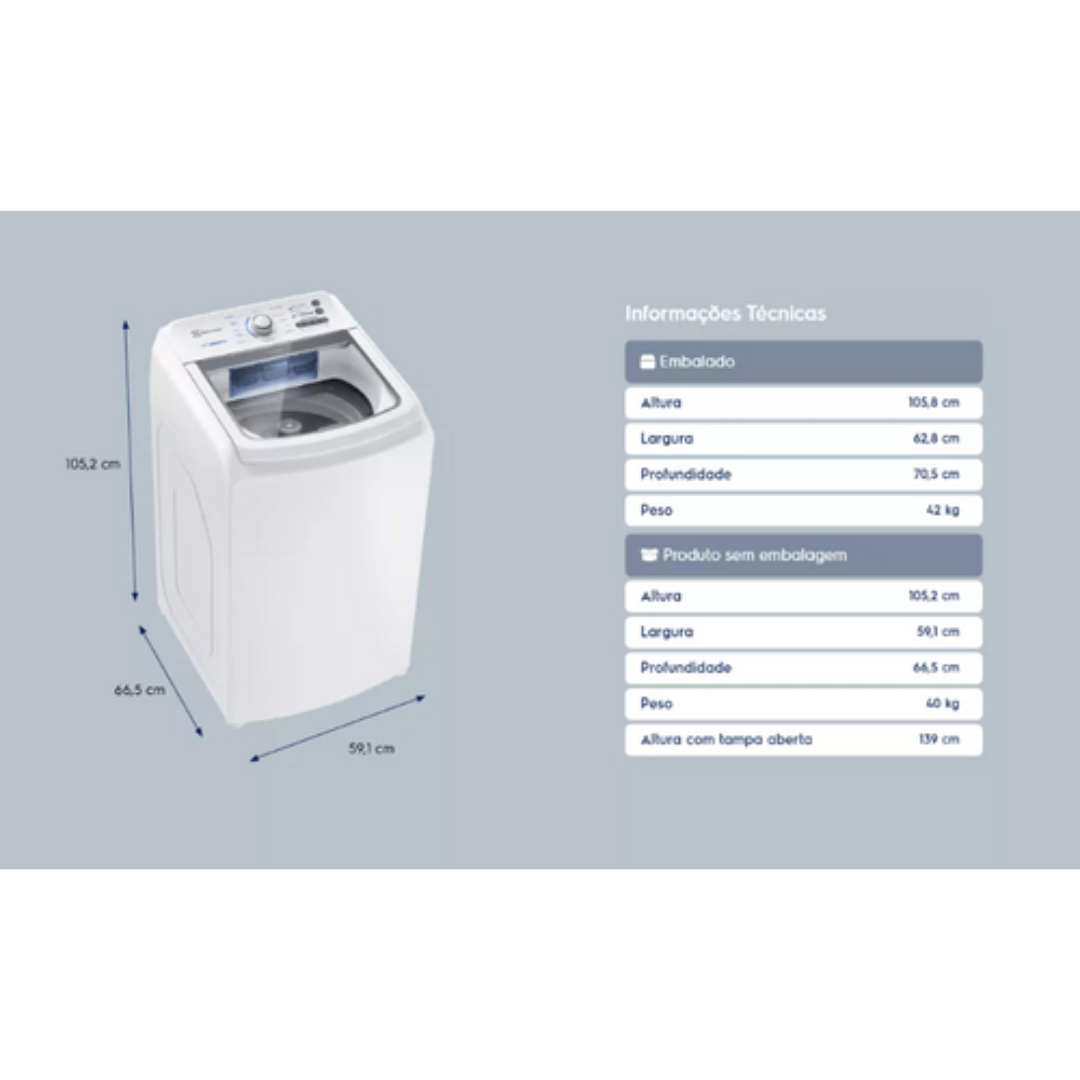 Informações Técnicas
Embalado
Altura 105,8 cm
Largura 62,8 cm
Profundidade 70,5 cm
Peso 42 kg
Produto sem embalagem
Altura 105,2 cm
Largura 59,1 cm
Profundidade 66,5 cm
Peso 40 kg
Altura com tampa aberta 139 cm
105,2 cm
66,5 cm
59,1 cm